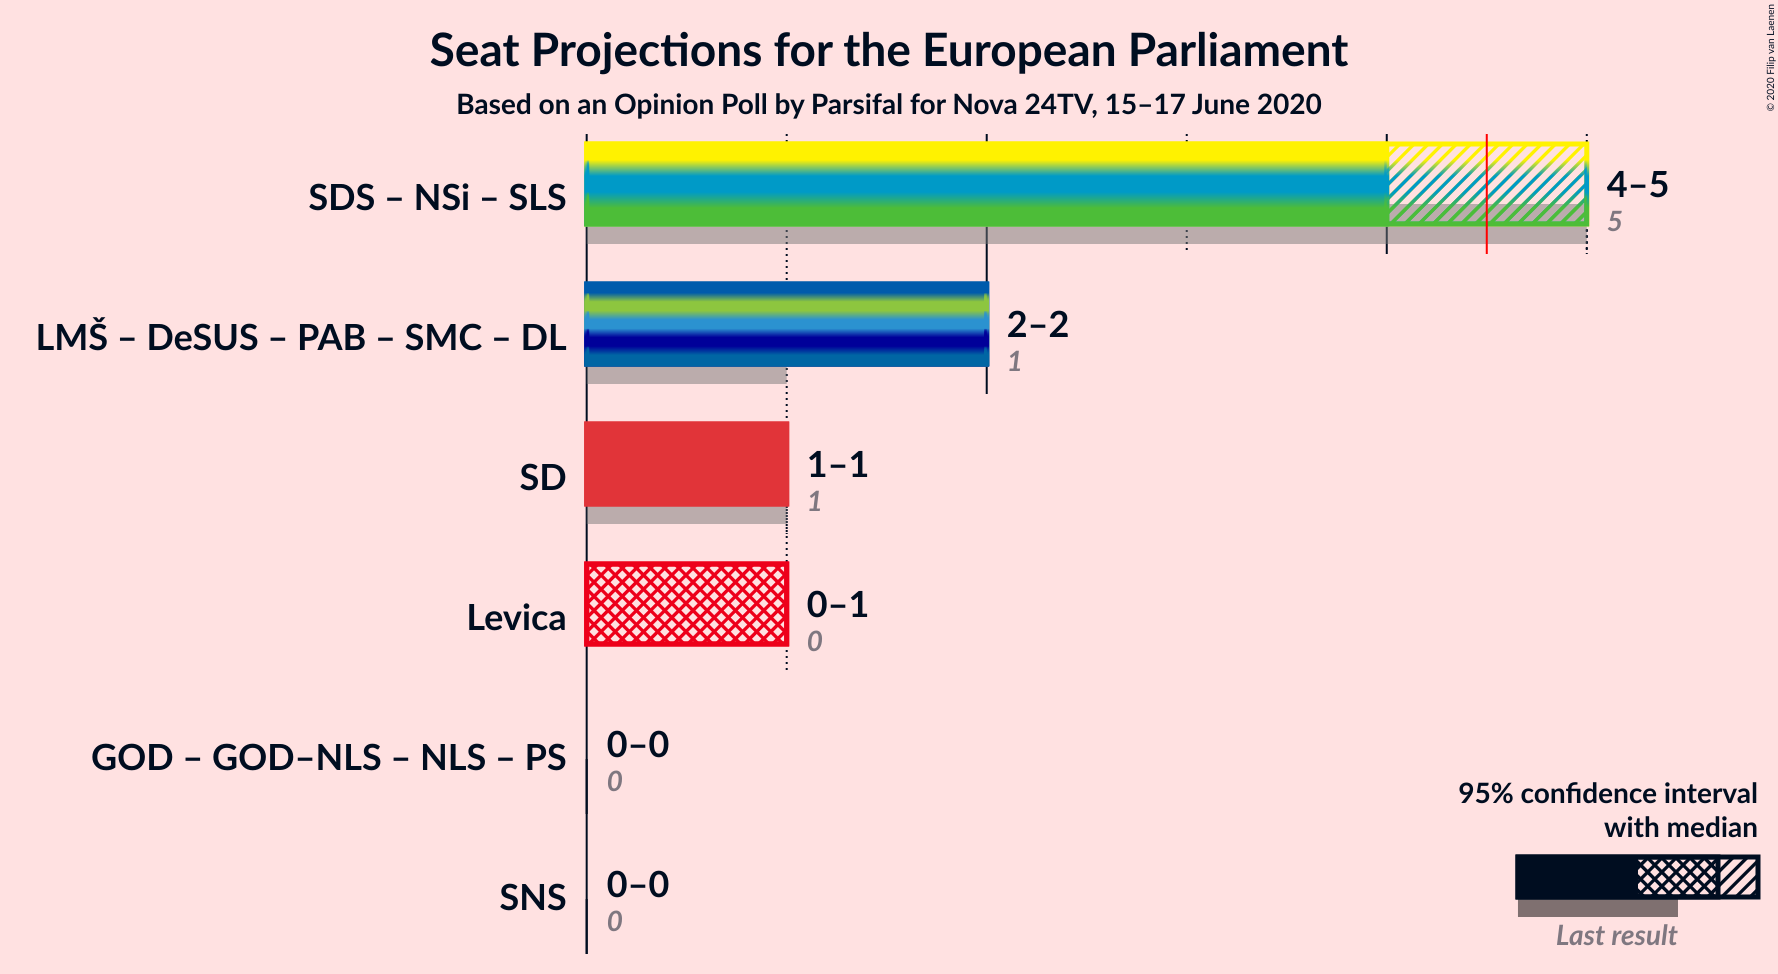 Seat Projections for the European Parliament
Based on an Opinion Poll by Parsifal for Nova 24TV, 15–17 June 2020
© 2020 Filip van Laenen
SDS – NSi – SLS
4–5
5
LMŠ – DeSUS – PAB – SMC – DL
2–2
1
SD
1–1
1
Levica
0–1
0
GOD – GOD–NLS – NLS – PS
0–0
0
SNS
0–0
0
95% confidence interval
with median
Last result